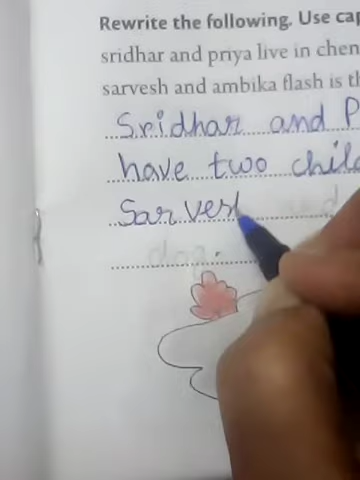 Rewrite the following. Use cap
sridhar and priya live in chen
sarvesh and ambika flash is th
Sridhar and P
have two child
Sarvesh